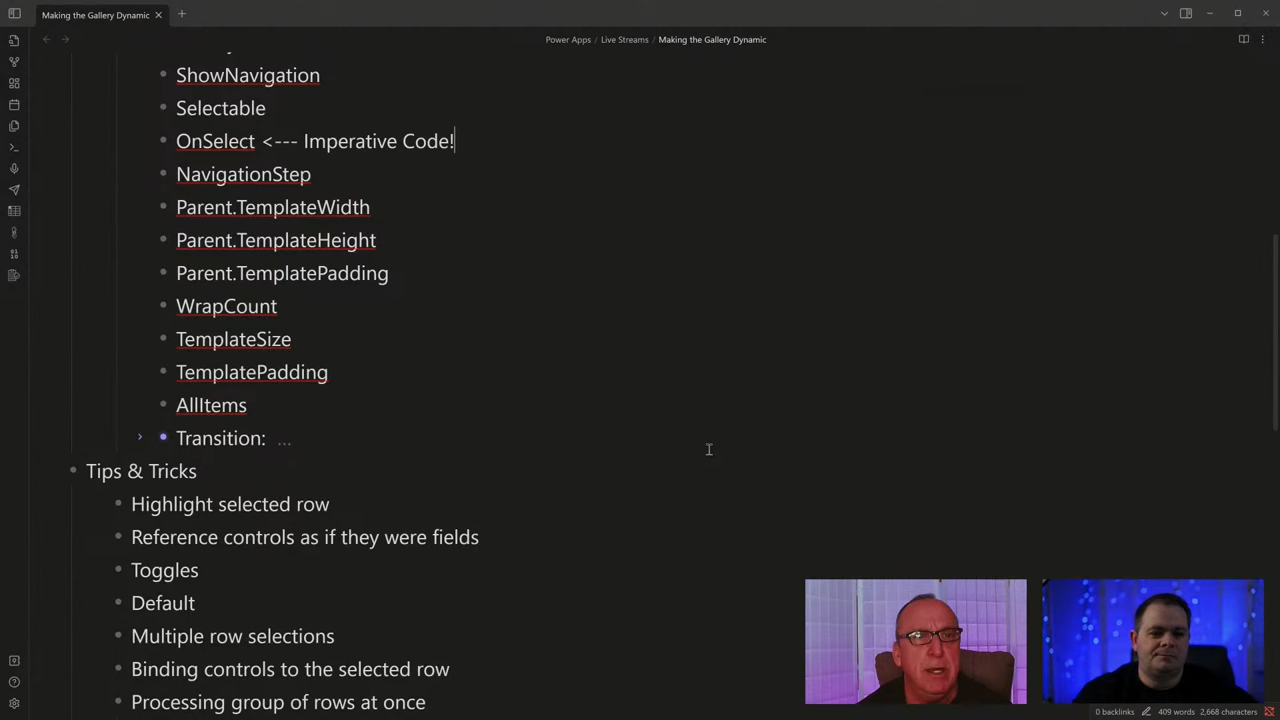 Making the Gallery Dynamic
Power Apps / Live Streams / Making the Gallery Dynamic
ShowNavigation
Selectable
OnSelect <--- Imperative Code!
NavigationStep
Parent.TemplateWidth
Parent.TemplateHeight
Parent.TemplatePadding
WrapCount
TemplateSize
TemplatePadding
AllItems
Transition: ...
Tips & Tricks
Highlight selected row
Reference controls as if they were fields
Toggles
Default
Multiple row selections
Binding controls to the selected row
Processing group of rows at once
0 backlinks 409 words 2,668 characters